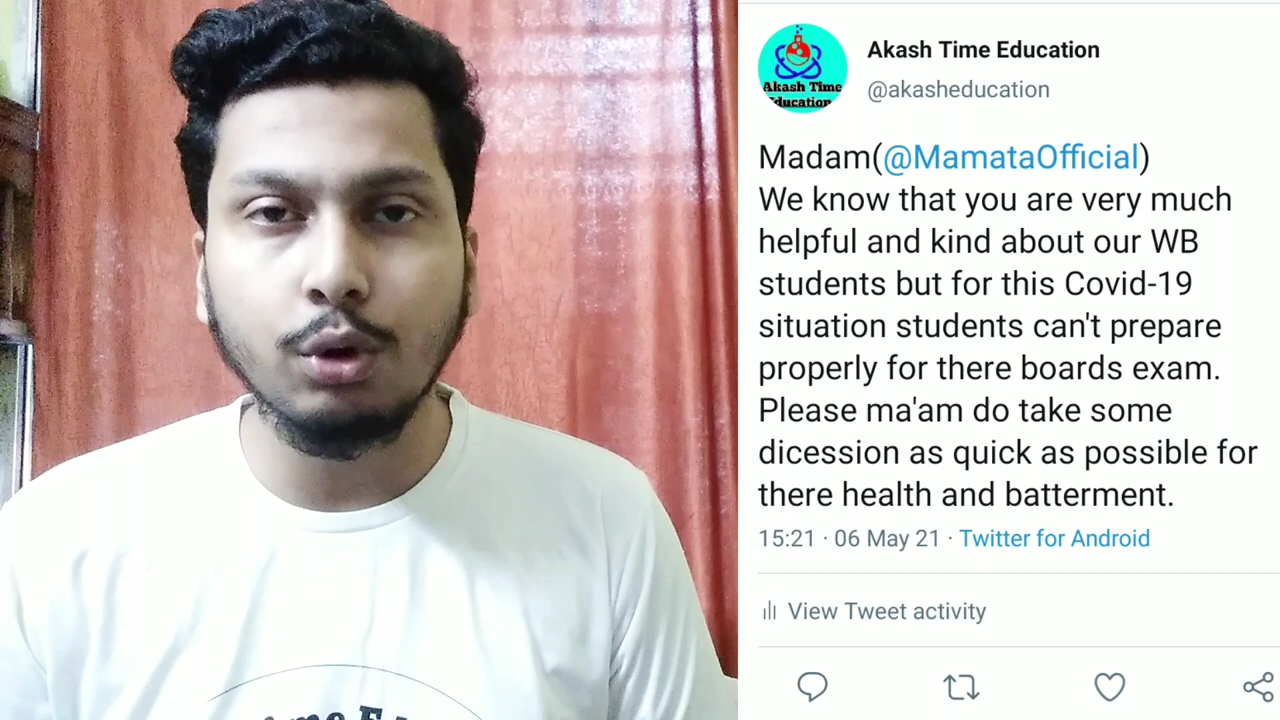 Akash Time Education
@akasheducation
Akash Time
Education
Madam(@MamataOfficial)
We know that you are very much
helpful and kind about our WB
students but for this Covid-19
situation students can't prepare
properly for there boards exam.
Please ma'am do take some
dicession as quick as possible for
there health and batterment.
15:21 · 06 May 21 · Twitter for Android
View Tweet activity